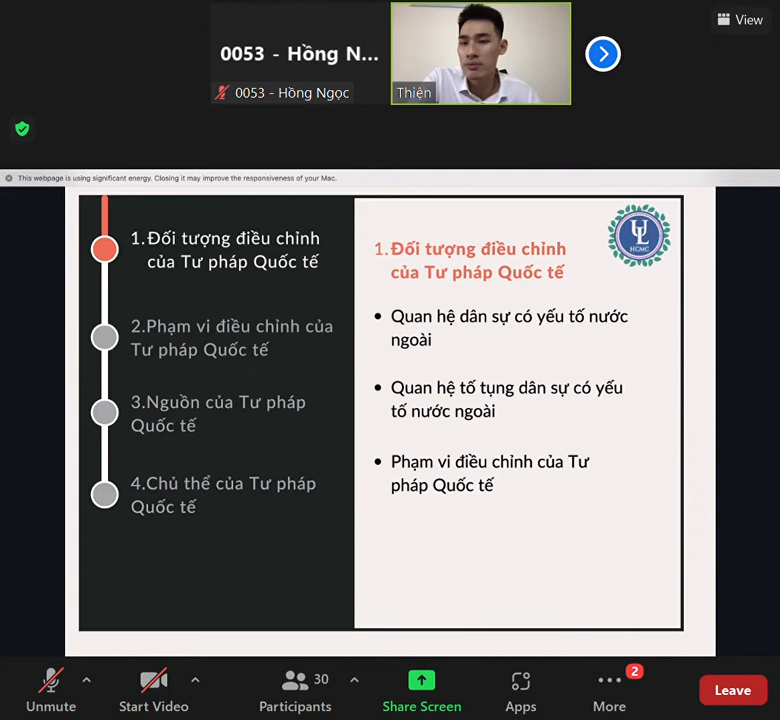 0053 - Hồng N...
View
0053 - Hồng Ngọc
Thiện
This webpage is using significant energy. Closing it may improve the responsiveness of your Mac.
1.Đối tượng điều chỉnh
của Tư pháp Quốc tế
2.Phạm vi điều chỉnh của
Tư pháp Quốc tế
3.Nguồn của Tư pháp
Quốc tế
4.Chủ thể của Tư pháp
Quốc tế
UL
HCMC
1.Đối tượng điều chỉnh
của Tư pháp Quốc tế
• Quan hệ dân sự có yếu tố nước
ngoài
• Quan hệ tố tụng dân sự có yếu
tố nước ngoài
• Phạm vi điều chỉnh của Tư
pháp Quốc tế
Unmute
Start Video
30
Participants
Share Screen
Apps
2
More
Leave